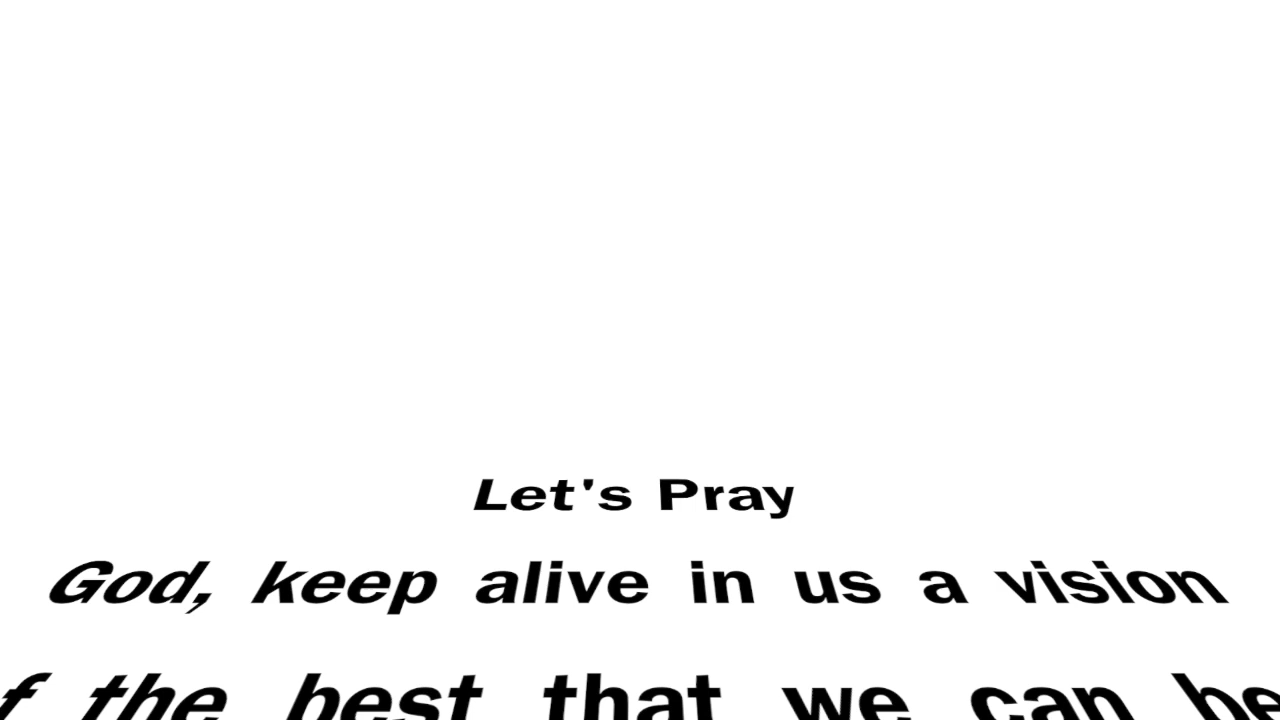 Let's Pray
God, keep alive in us a vision
f the best that we can be